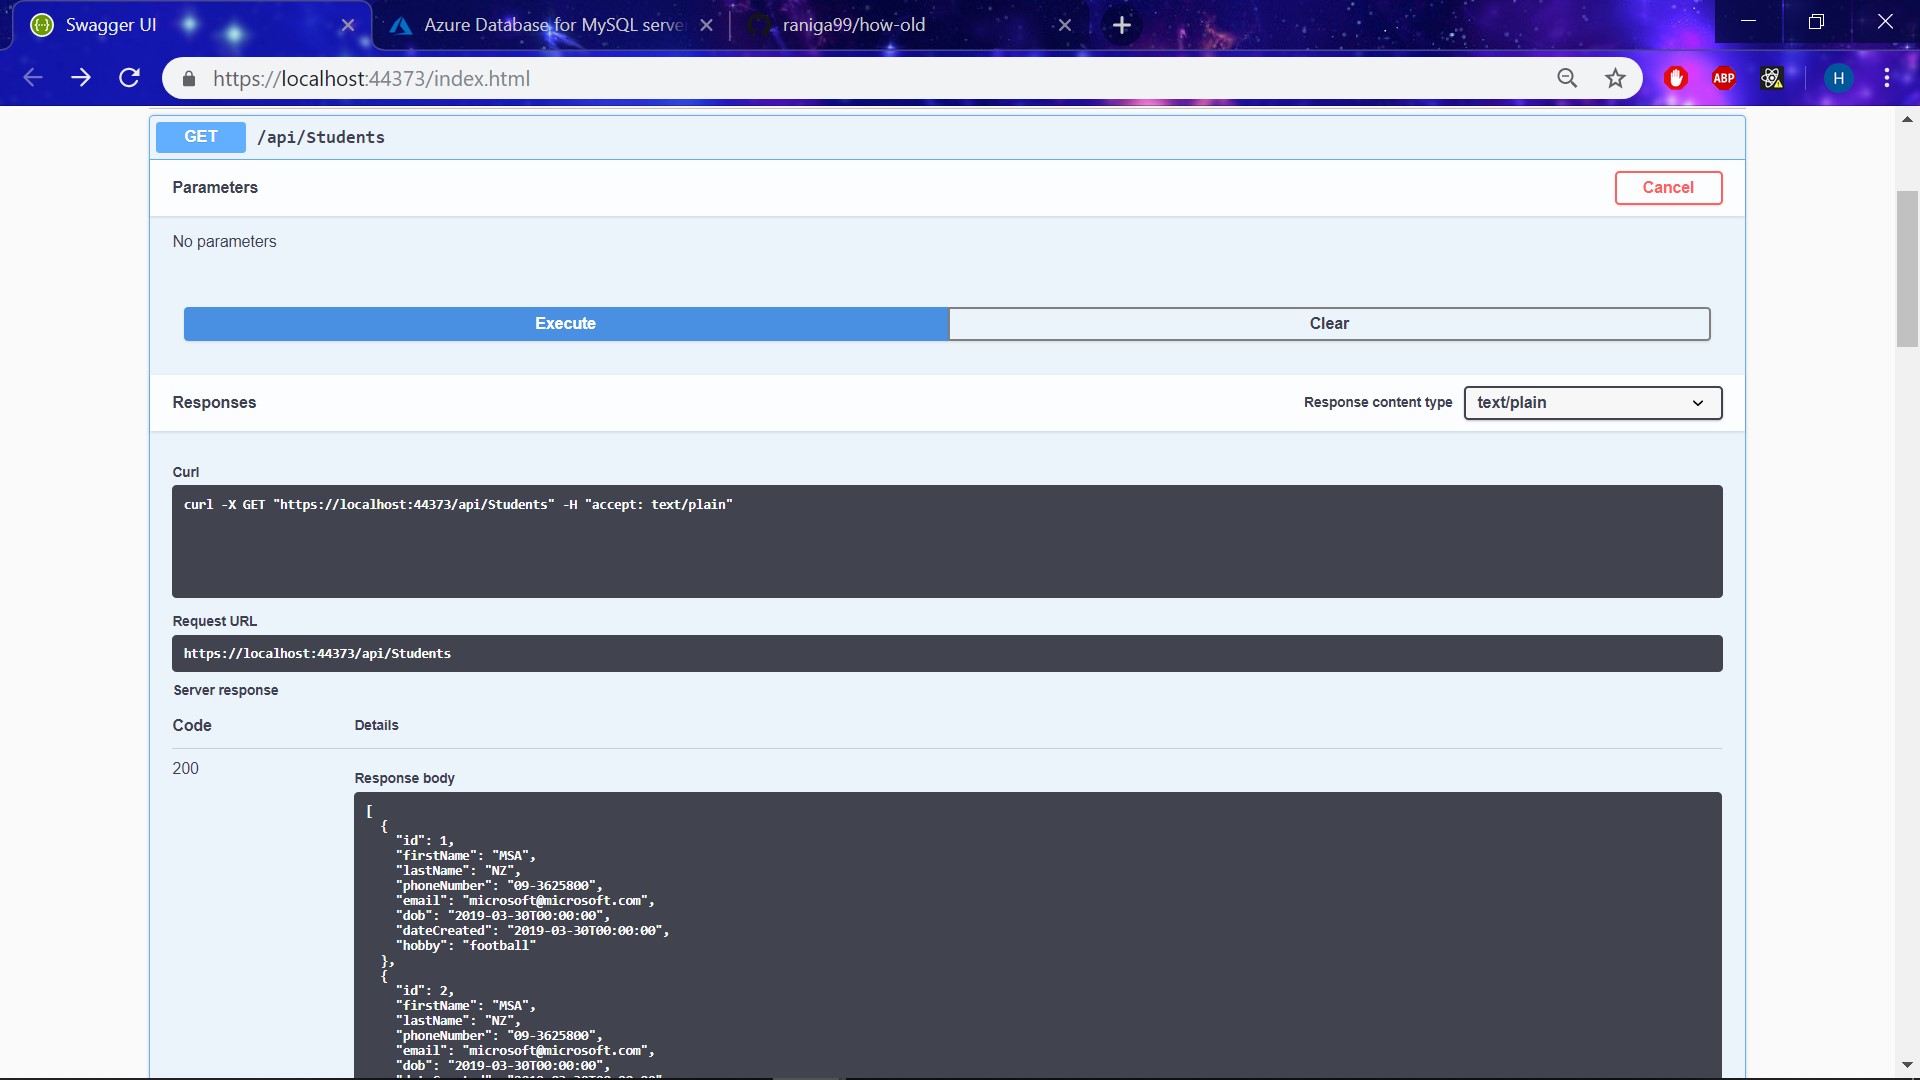 Swagger UI
Azure Database for MySQL serve
raniga99/how-old
https://localhost:44373/index.html
ABP
H
GET /api/Students
Parameters
Cancel
No parameters
Execute
Clear
Responses
Response content type
text/plain
Curl
curl -X GET "https://localhost:44373/api/Students" -H "accept: text/plain"
Request URL
https://localhost:44373/api/Students
Server response
Code
Details
200
Response body
[
{
"id": 1,
"firstName": "MSA",
"lastName": "NZ",
"phoneNumber": "09-3625800",
"email": "microsoft@microsoft.com",
"dob": "2019-03-30T00:00:00",
"dateCreated": "2019-03-30T00:00:00",
"hobby": "football"
},
{
"id": 2,
"firstName": "MSA",
"lastName": "NZ",
"phoneNumber": "09-3625800",
"email": "microsoft@microsoft.com",
"dob": "2019-03-30T00:00:00",